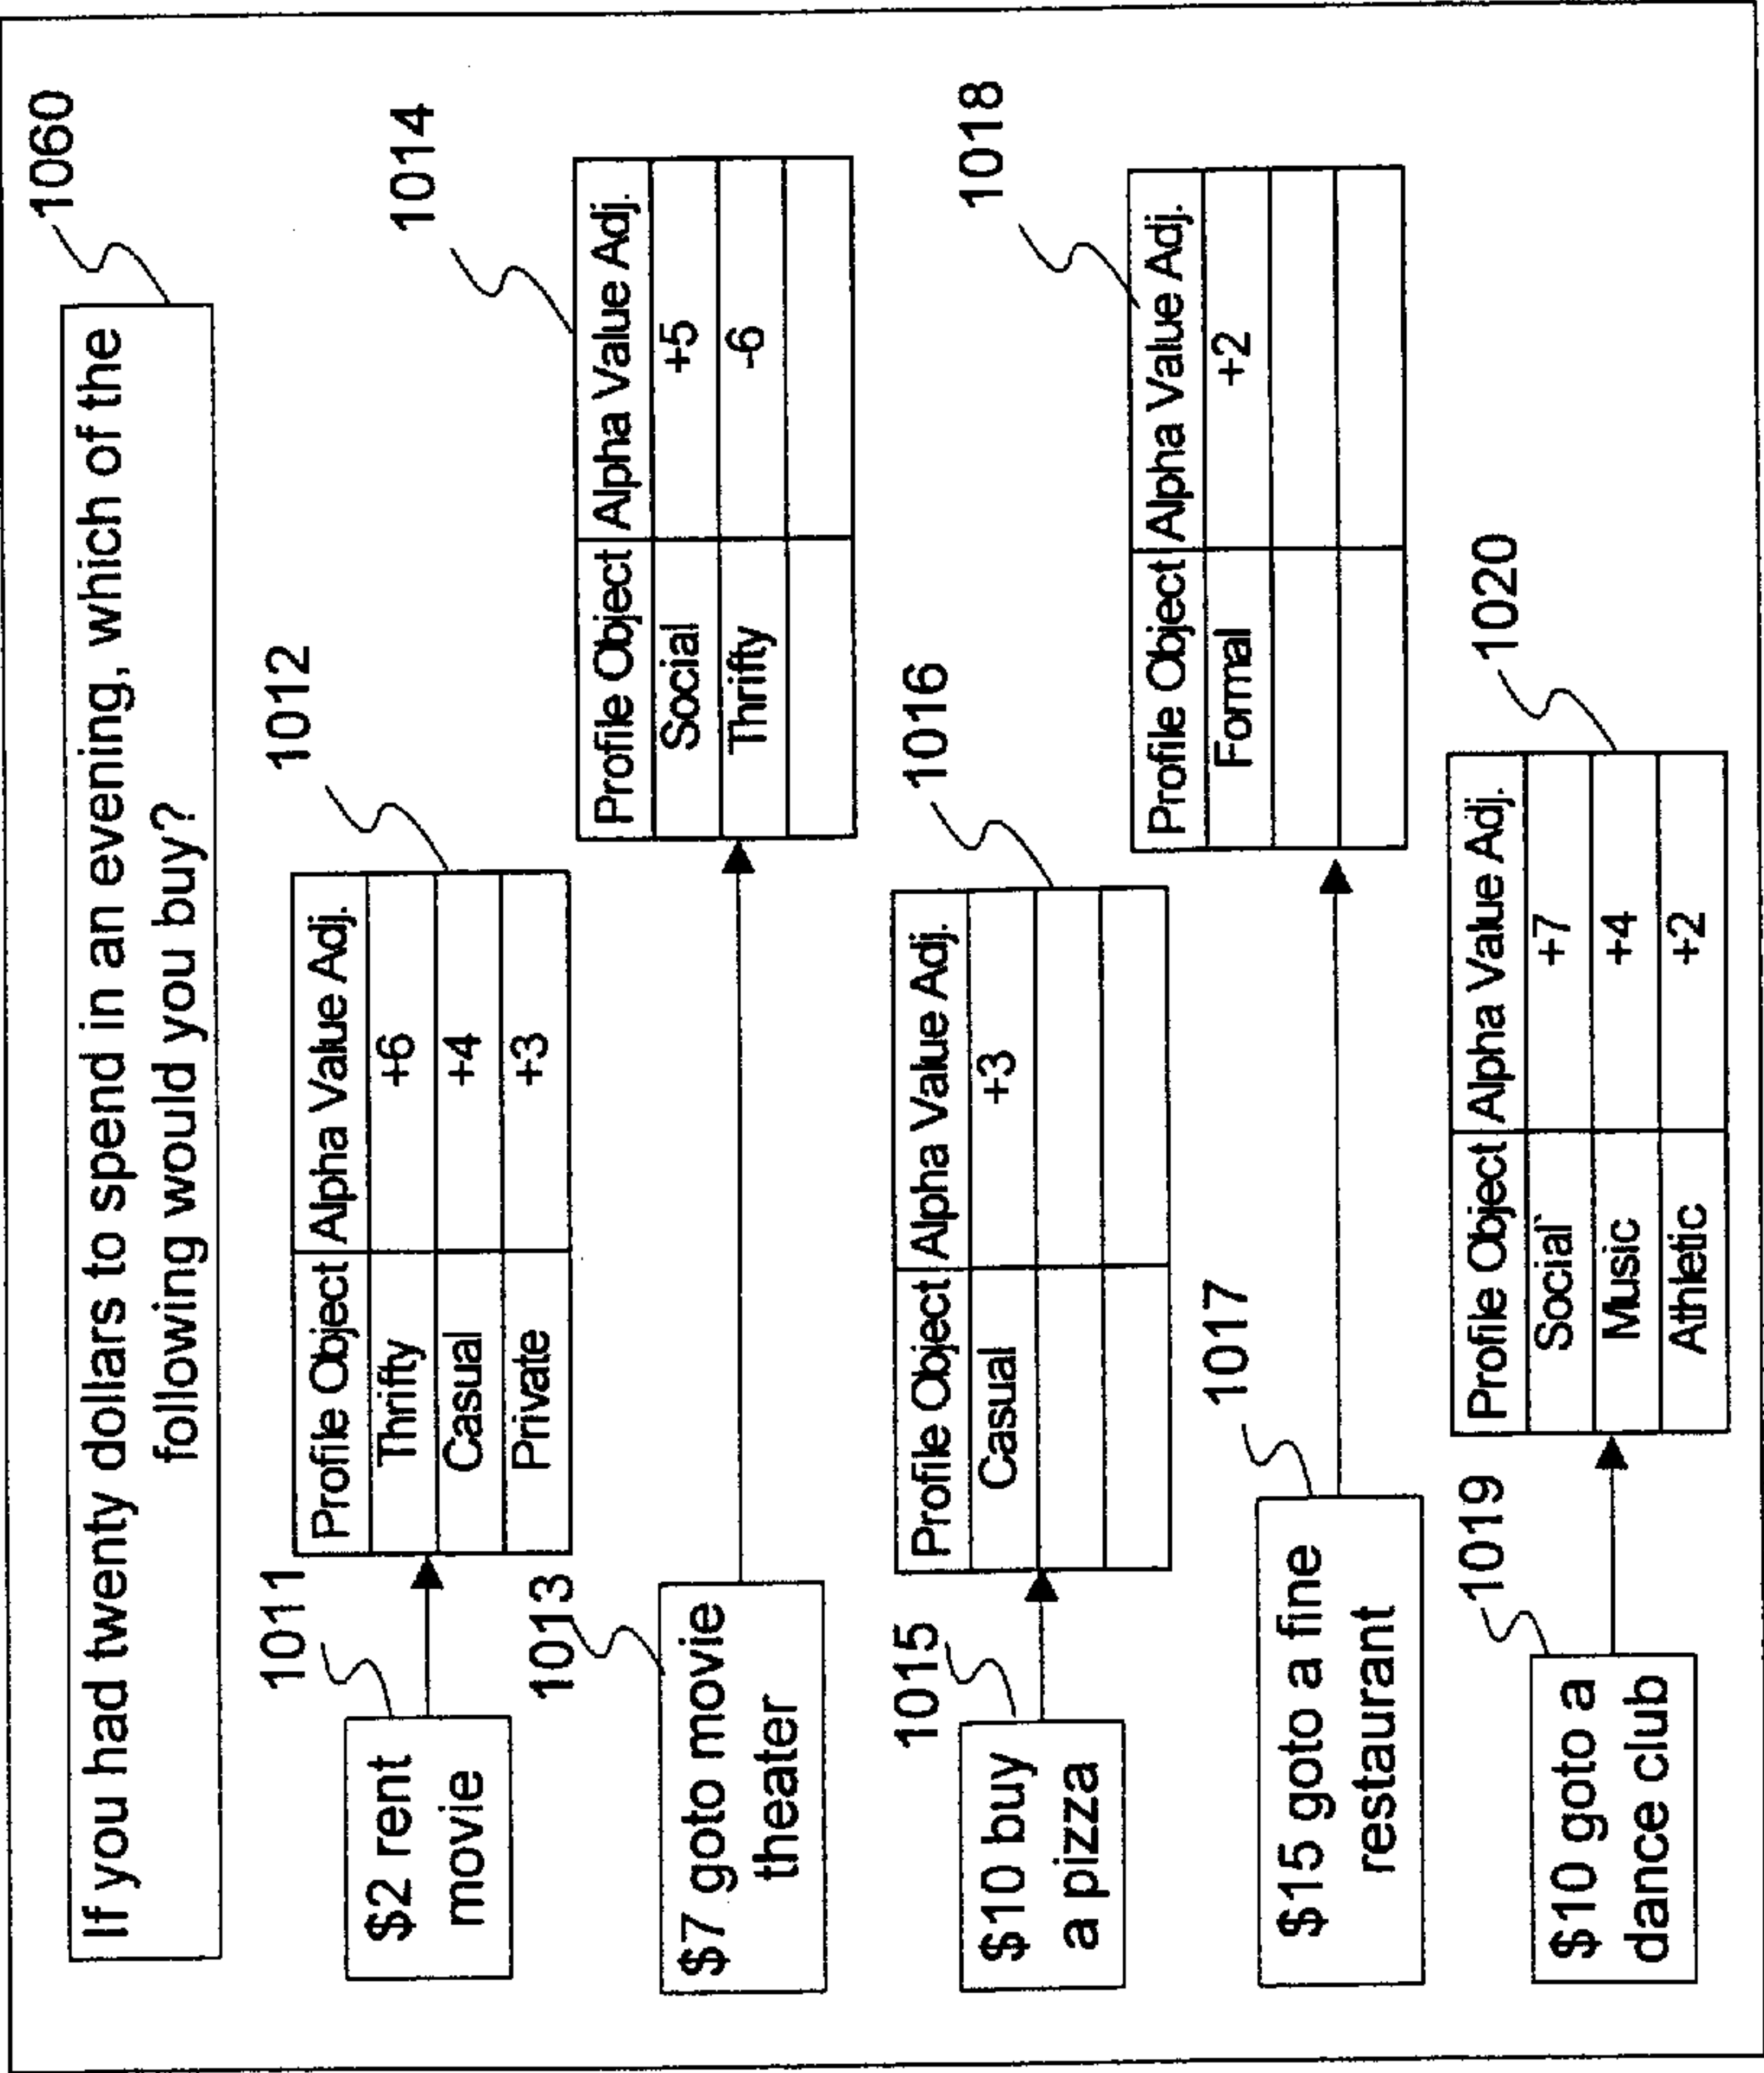 1060
If you had twenty dollars to spend in an evening, which of the
following would you buy?
1011
$2 rent
movie
1012
Profile Object Alpha Value Adj.
Thrifty +6
Casual +4
Private +3
1013
$7 goto movie
theater
1014
Profile Object Alpha Value Adj.
Social +5
Thrifty -6
1015
$10 buy
a pizza
1016
Profile Object Alpha Value Adj.
Casual +3
1017
$15 goto a fine
restaurant
1018
Profile Object Alpha Value Adj.
Formal +2
1019
$10 goto a
dance club
1020
Profile Object Alpha Value Adj.
Social` +7
Music +4
Athletic +2